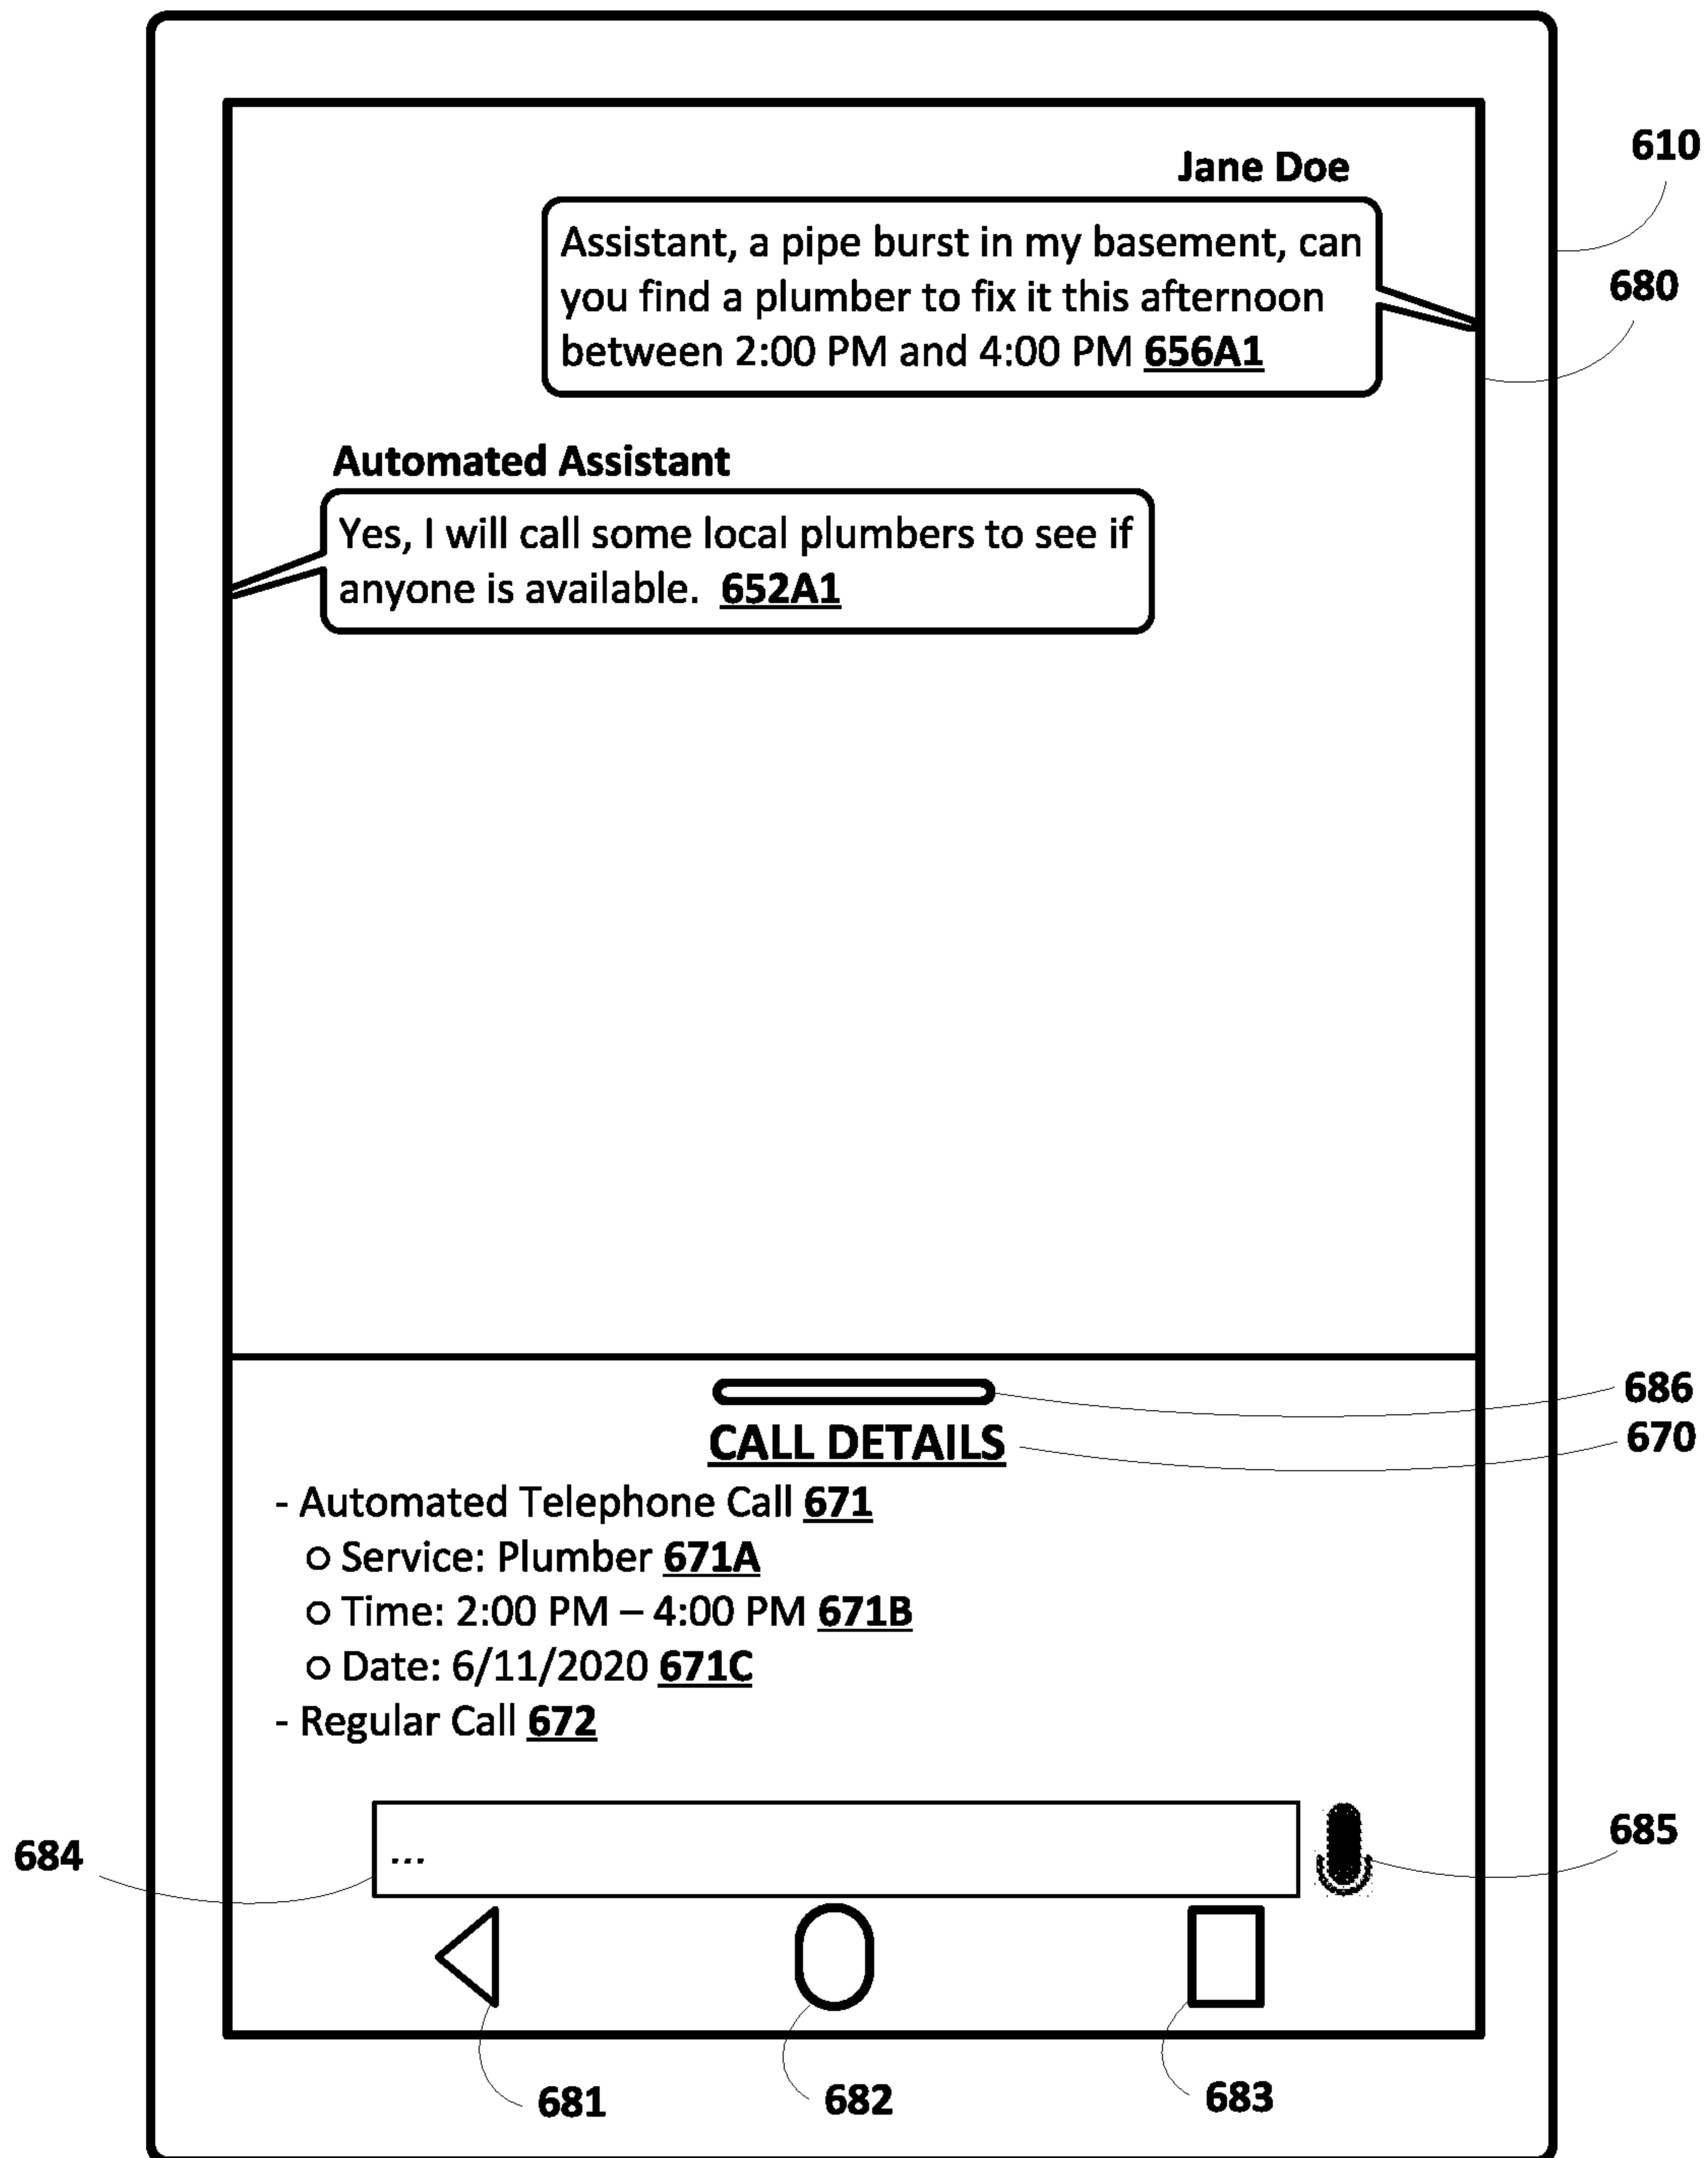 610
Jane Doe
Assistant, a pipe burst in my basement, can
you find a plumber to fix it this afternoon
between 2:00 PM and 4:00 PM 656A1
680
Automated Assistant
Yes, I will call some local plumbers to see if
anyone is available. 652A1
686
CALL DETAILS
670
- Automated Telephone Call 671
○ Service: Plumber 671A
○ Time: 2:00 PM – 4:00 PM 671B
○ Date: 6/11/2020 671C
- Regular Call 672
684
...
685
681
682
683